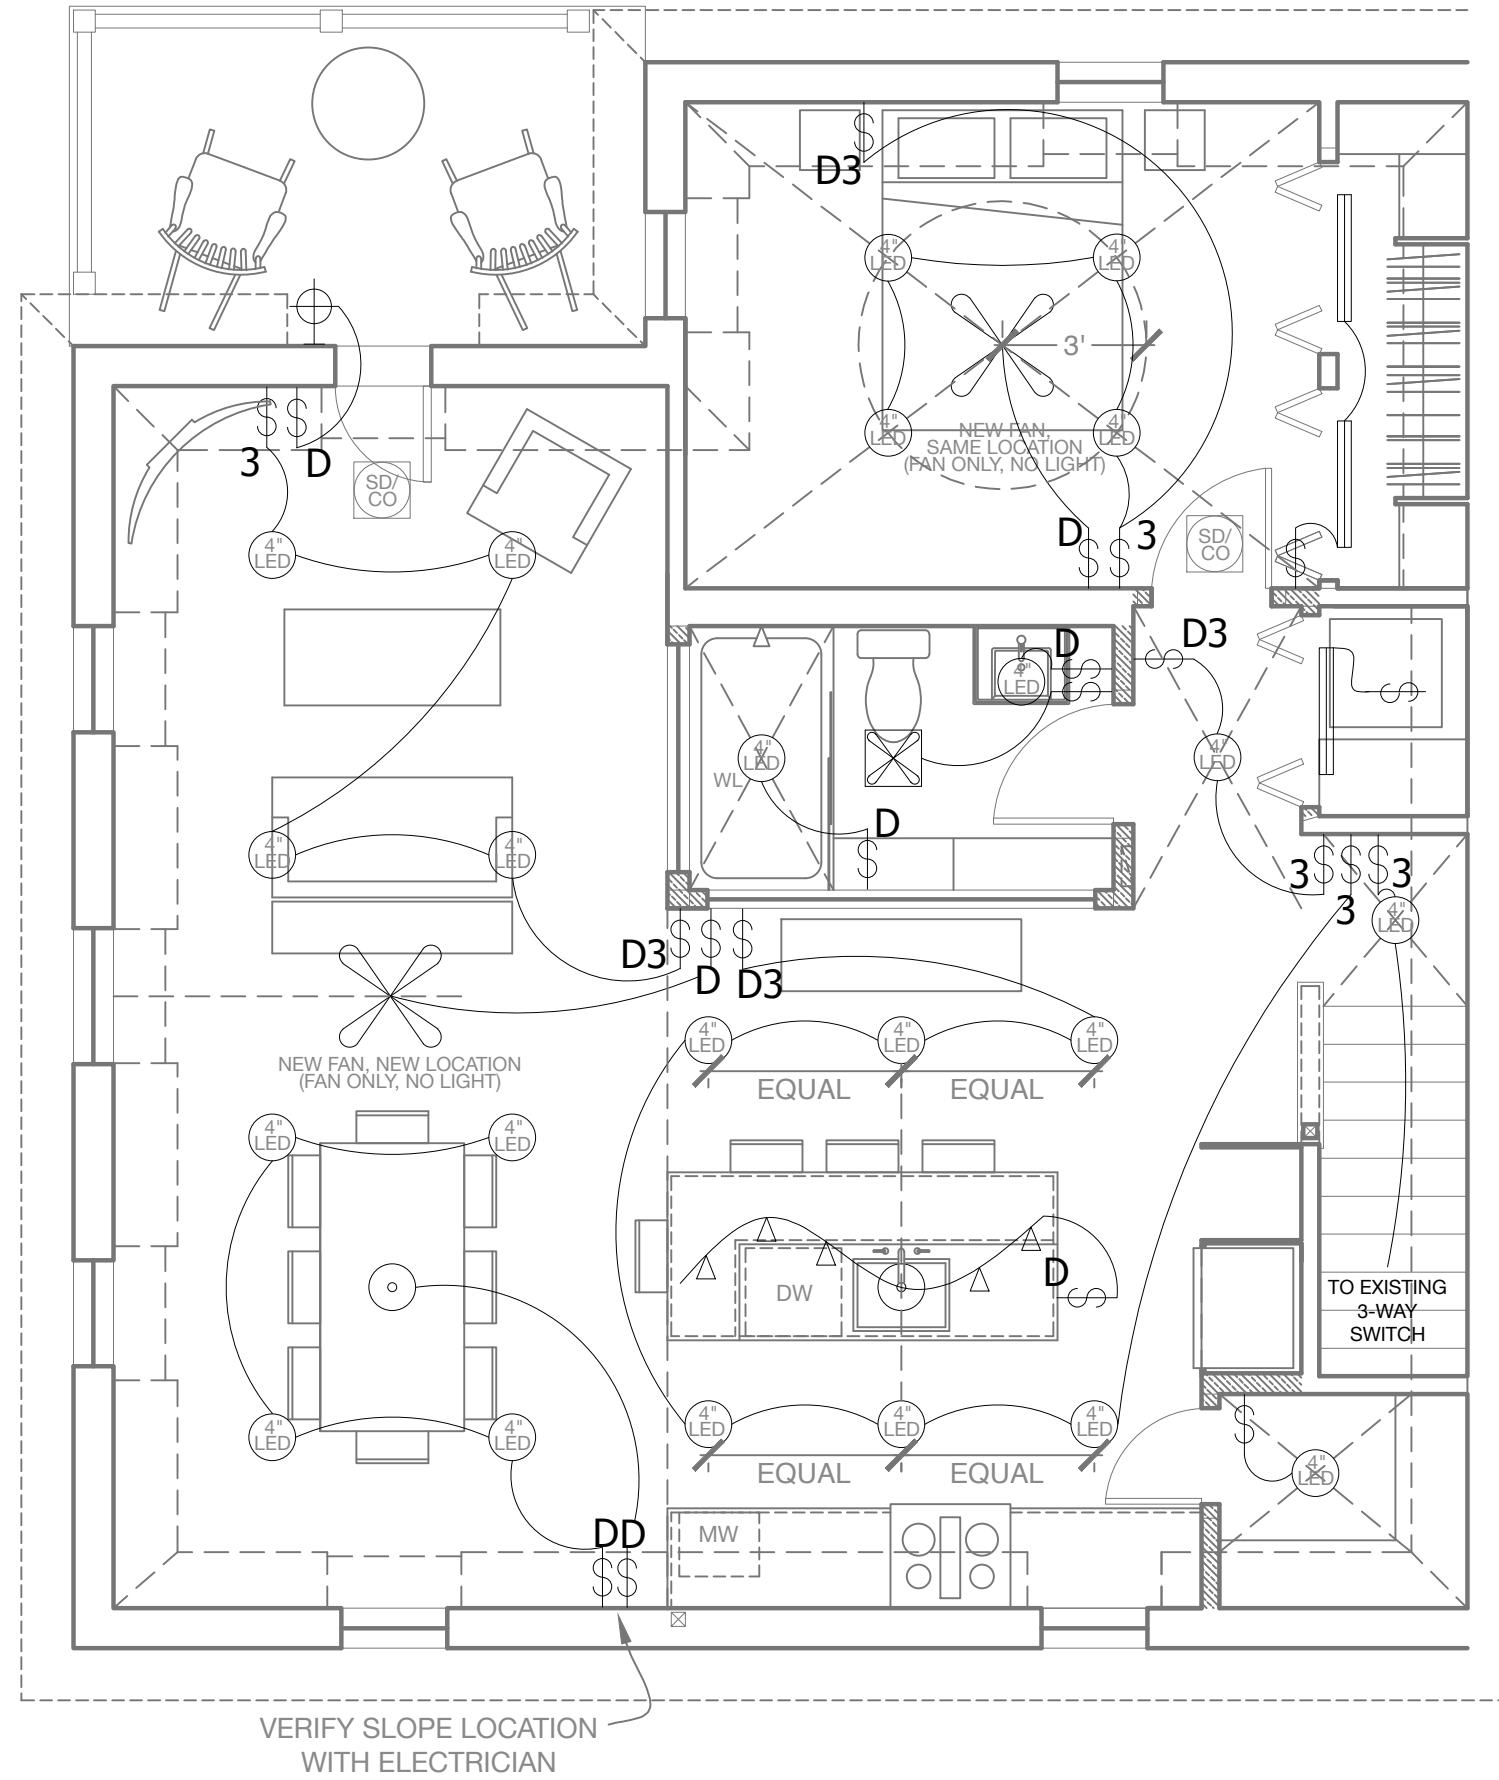 D3
4"
LED
4"
LED
3'
4"
LED
4"
LED
NEW FAN,
SAME LOCATION
(FAN ONLY, NO LIGHT)
3
D
SD/
CO
D
3
SD/
CO
4"
LED
4"
LED
D
D3
4"
LED
4"
LED
WL
4"
LED
D
4"
LED
4"
LED
3
3
3
4"
LED
D3
D
D3
NEW FAN, NEW LOCATION
(FAN ONLY, NO LIGHT)
4"
LED
4"
LED
4"
LED
EQUAL
EQUAL
4"
LED
4"
LED
D
DW
TO EXISTING
3-WAY
SWITCH
4"
LED
4"
LED
4"
LED
4"
LED
4"
LED
EQUAL
EQUAL
4"
LED
DD
MW
VERIFY SLOPE LOCATION
WITH ELECTRICIAN